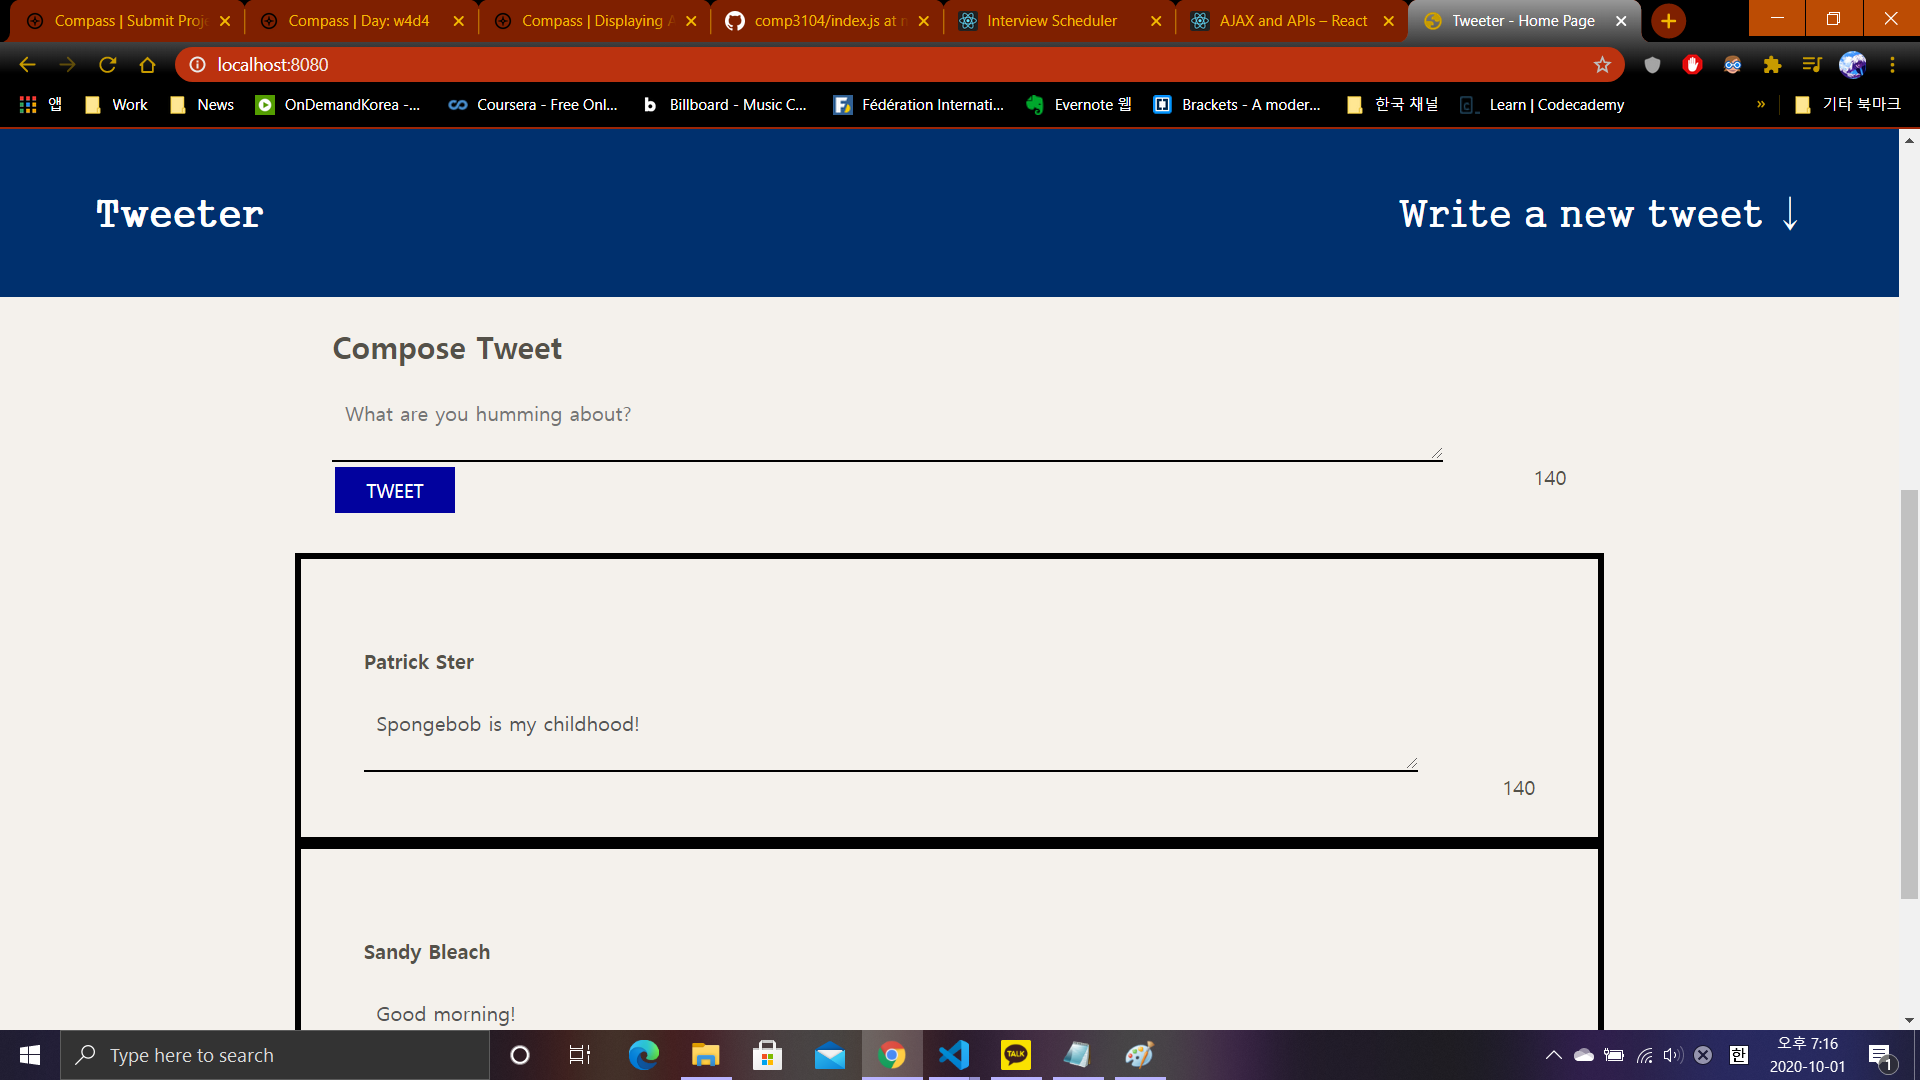 Compass | Submit Proje
Compass | Day: w4d4
Compass | Displaying A
comp3104/index.js at
Interview Scheduler
AJAX and APIs – React
Tweeter - Home Page
localhost:8080
앱
Work
News
OnDemandKorea -...
Coursera - Free Onl...
b
Billboard - Music C...
Fédération Internati...
Evernote 웹
Brackets - A moder...
한국 채널
Learn | Codecademy
»
기타 북마크
Tweeter
Write a new tweet ↓
Compose Tweet
What are you humming about?
140
TWEET
Patrick Ster
Spongebob is my childhood!
140
Sandy Bleach
Good morning!
Type here to search
TALK
한
오후 7:16
2020-10-01
1